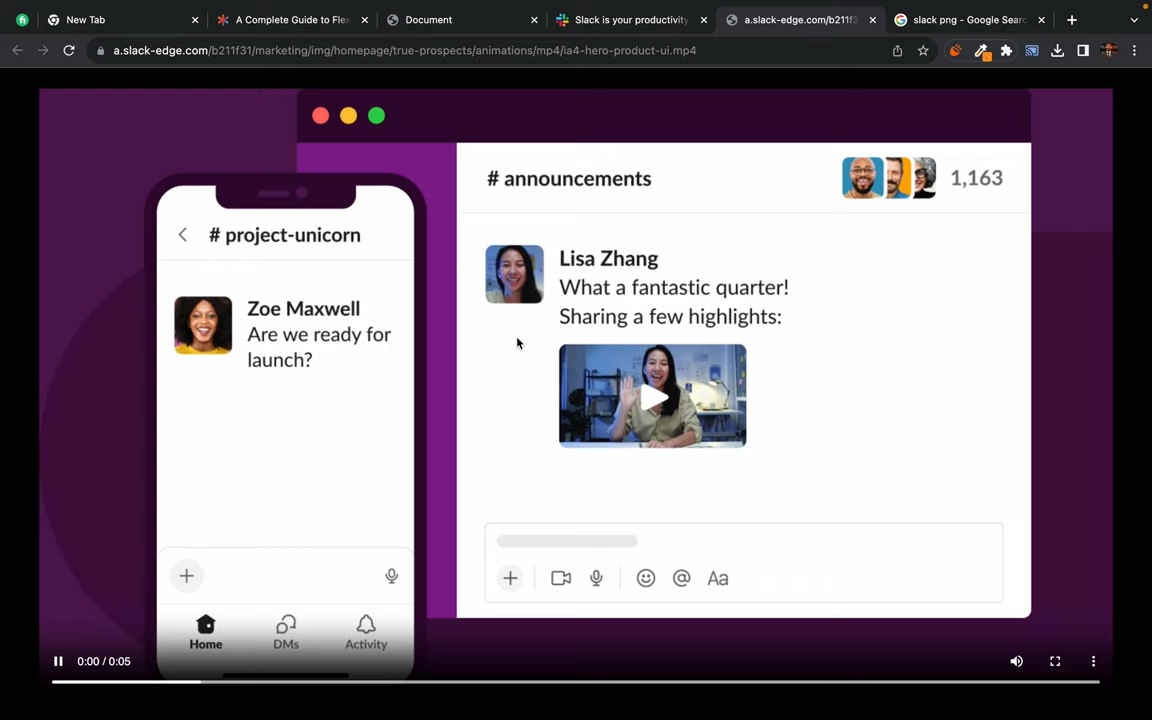 New Tab
A Complete Guide to Flex
Document
Slack is your productivity
a.slack-edge.com/b211f3
slack png - Google Sear
a.slack-edge.com/b211f31/marketing/img/homepage/true-prospects/animations/mp4/ia4-hero-product-ui.mp4
# announcements
1,163
# project-unicorn
Lisa Zhang
What a fantastic quarter!
Sharing a few highlights:
Zoe Maxwell
Are we ready for
launch?
Aa
Home
DMs
Activity
0:00 / 0:05